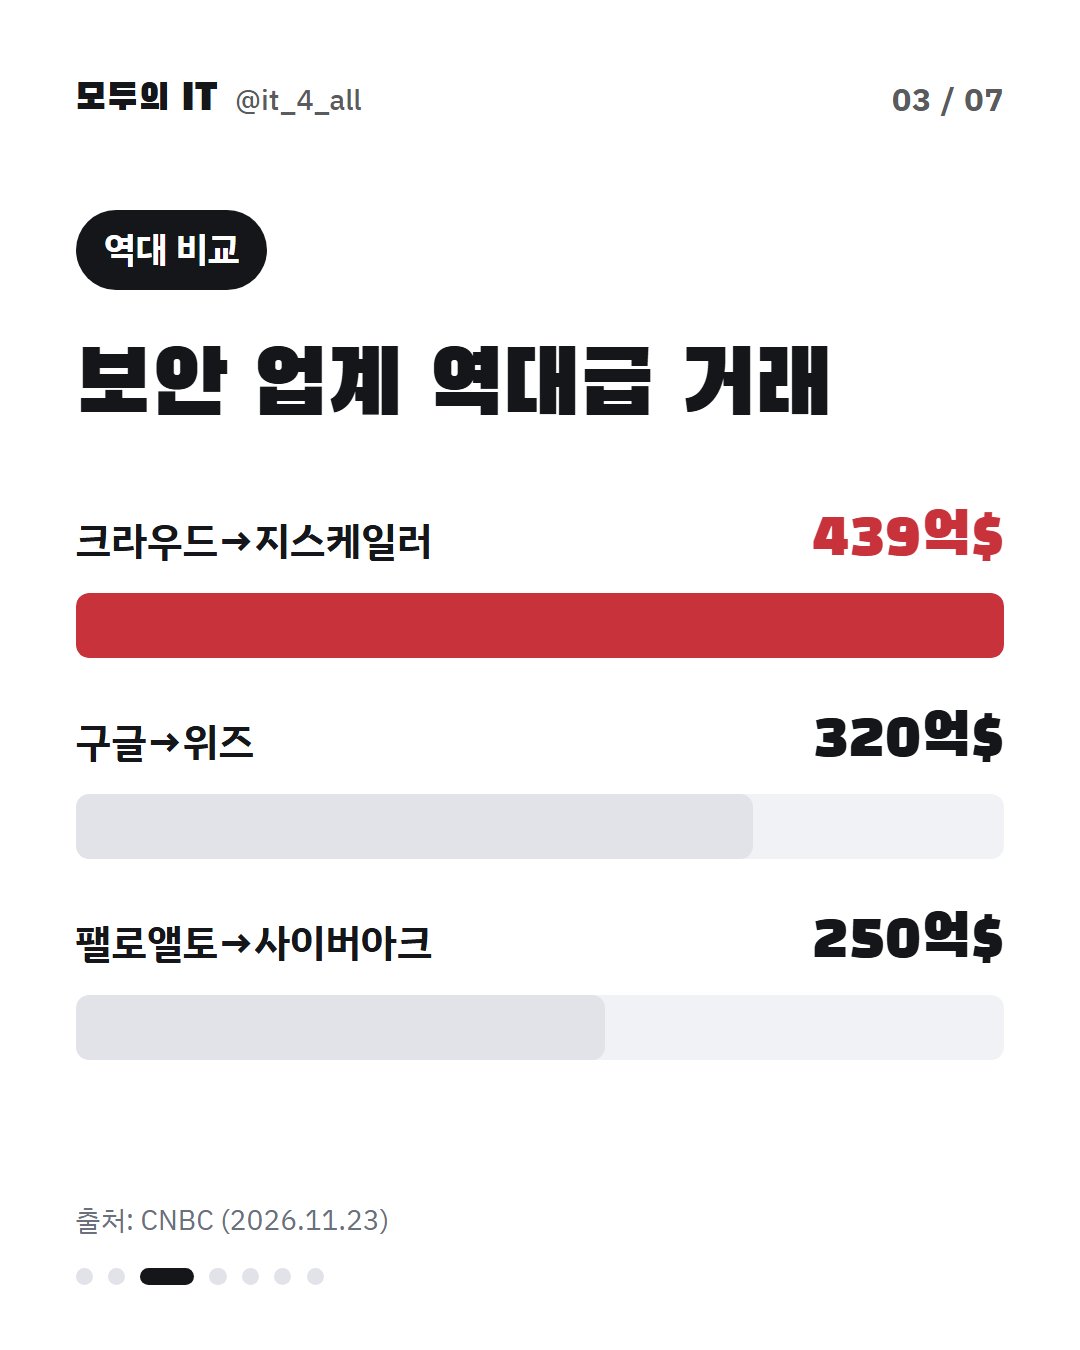 모두의 IT @it_4_all 03 / 07
역대 비교
보안 업계 역대급 거래
크라우드→지스케일러 439억$
구글→위즈 320억$
팰로앨토→사이버아크 250억$
출처: CNBC (2026.11.23)